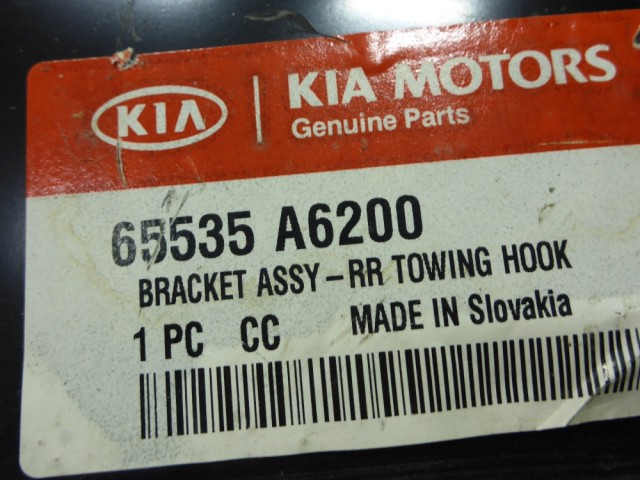 KIA
KIA MOTORS
Genuine Parts
65535 A6200
BRACKET ASSY-RR TOWING HOOK
1 PC CC MADE IN Slovakia